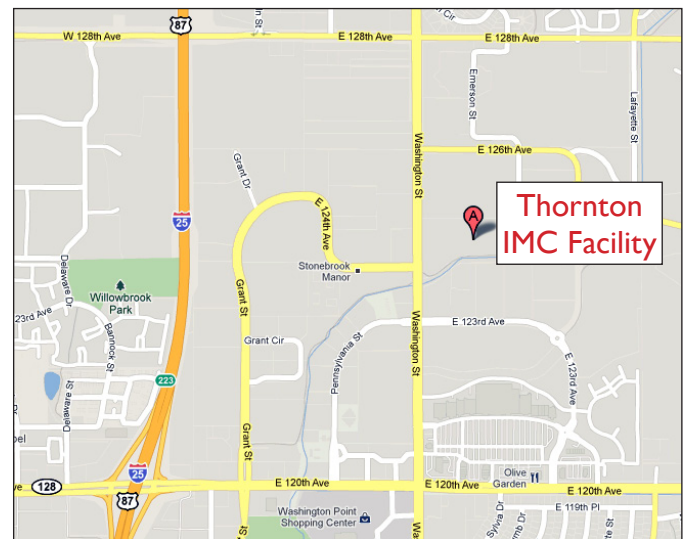 87
W 128th Ave
E 128th Ave
E 128th Ave
Emerson St
Lafayette St
Washington St
E 126th Ave
Grant Dr
E 124th Ave
A
Thornton
IMC Facility
25
Stonebrook
Manor
Delaware Dr
Willowbrook
Park
Grant St
23rd Ave
Bannock St
Washington St
E 123rd Ave
Grant Cir
Pennsylvania St
E 123rd Ave
223
Delaware St
Grant St
25
128
87
E 120th Ave
Olive
Garden
E 120th Ave
E 119th Pl
Washington Point
Shopping Center
Sylvia Dr